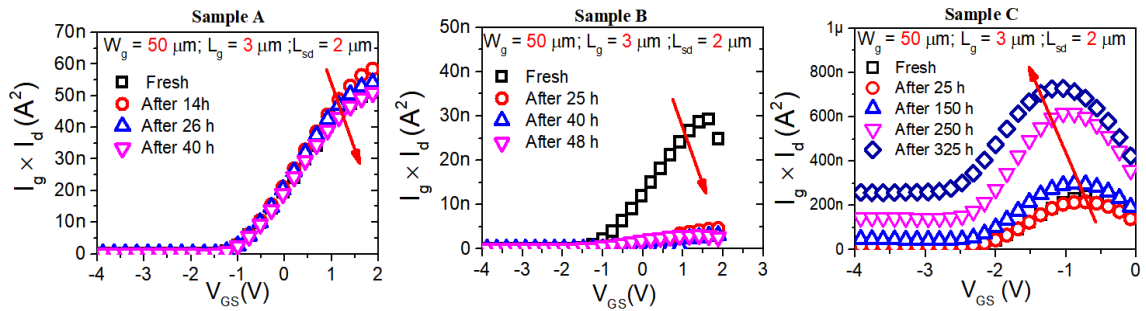 Sample A
W_g = 50 μm; L_g = 3 μm ;L_sd = 2 μm
Fresh
After 14h
After 26 h
After 40 h
70n
60n
50n
40n
30n
20n
10n
0
I_g × I_d (A²)
-4 -3 -2 -1 0 1 2
V_GS(V)
Sample B
W_g = 50 μm; L_g = 3 μm ;L_sd = 2 μm
Fresh
After 25 h
After 40 h
After 48 h
50n
40n
30n
20n
10n
0
I_g × I_d (A²)
-4 -3 -2 -1 0 1 2 3
V_GS(V)
Sample C
W_g = 50 μm; L_g = 3 μm ;L_sd = 2 μm
Fresh
After 25 h
After 150 h
After 250 h
After 325 h
1μ
800n
600n
400n
200n
0
I_g × I_d (A²)
-4 -3 -2 -1 0
V_GS(V)